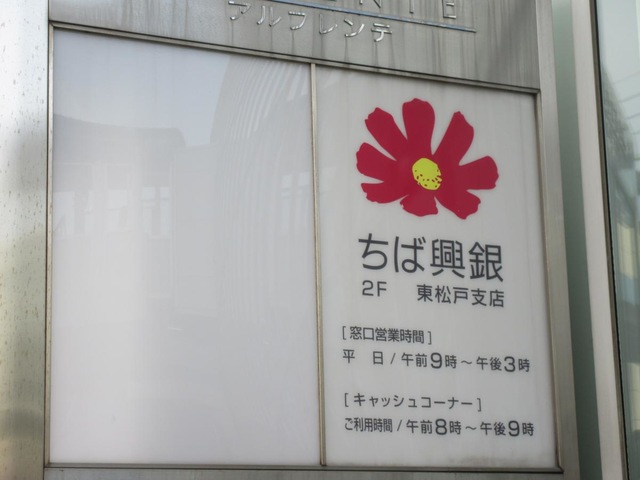 アルフレンテ
ちば興銀
2F 東松戸支店
[窓口営業時間]
平 日/午前9時～午後3時
[キャッシュコーナー]
ご利用時間/午前8時～午後9時